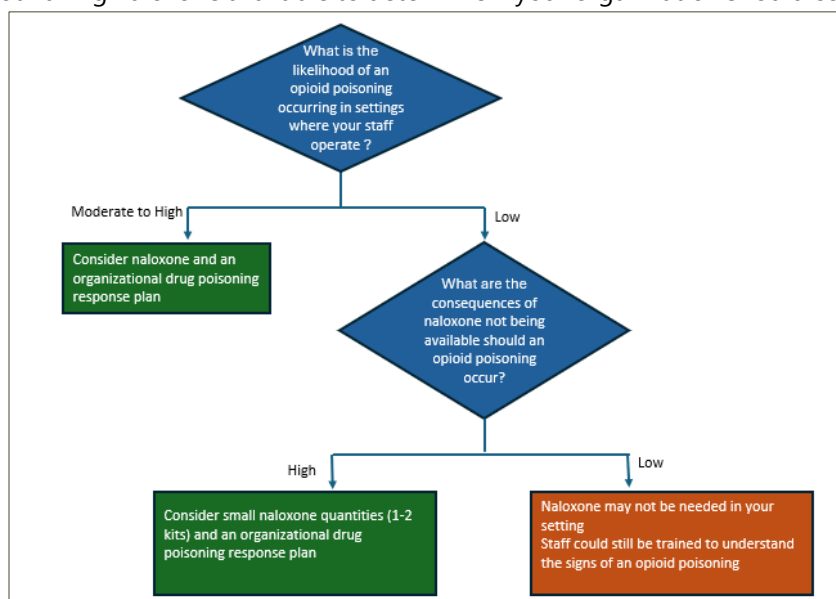 What is the
likelihood of an
opioid poisoning
occurring in settings
where your staff
operate ?
Moderate to High
Low
Consider naloxone and an
organizational drug poisoning
response plan
What are the
consequences of
naloxone not being
available should an
opioid poisoning
occur?
High
Low
Consider small naloxone quantities (1-2
kits) and an organizational drug
poisoning response plan
Naloxone may not be needed in your
setting
Staff could still be trained to understand
the signs of an opioid poisoning